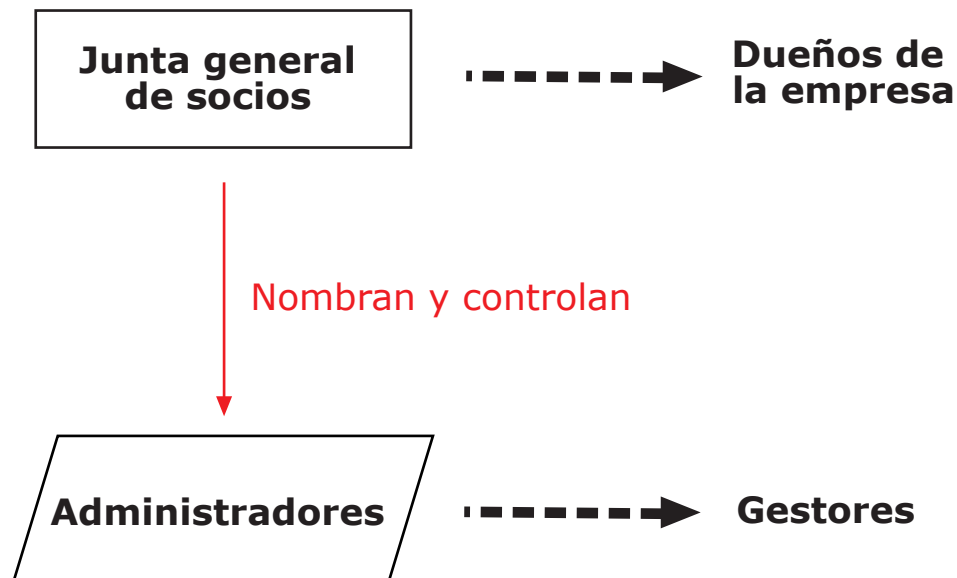 Junta general
de socios
Dueños de
la empresa
Nombran y controlan
Administradores
Gestores